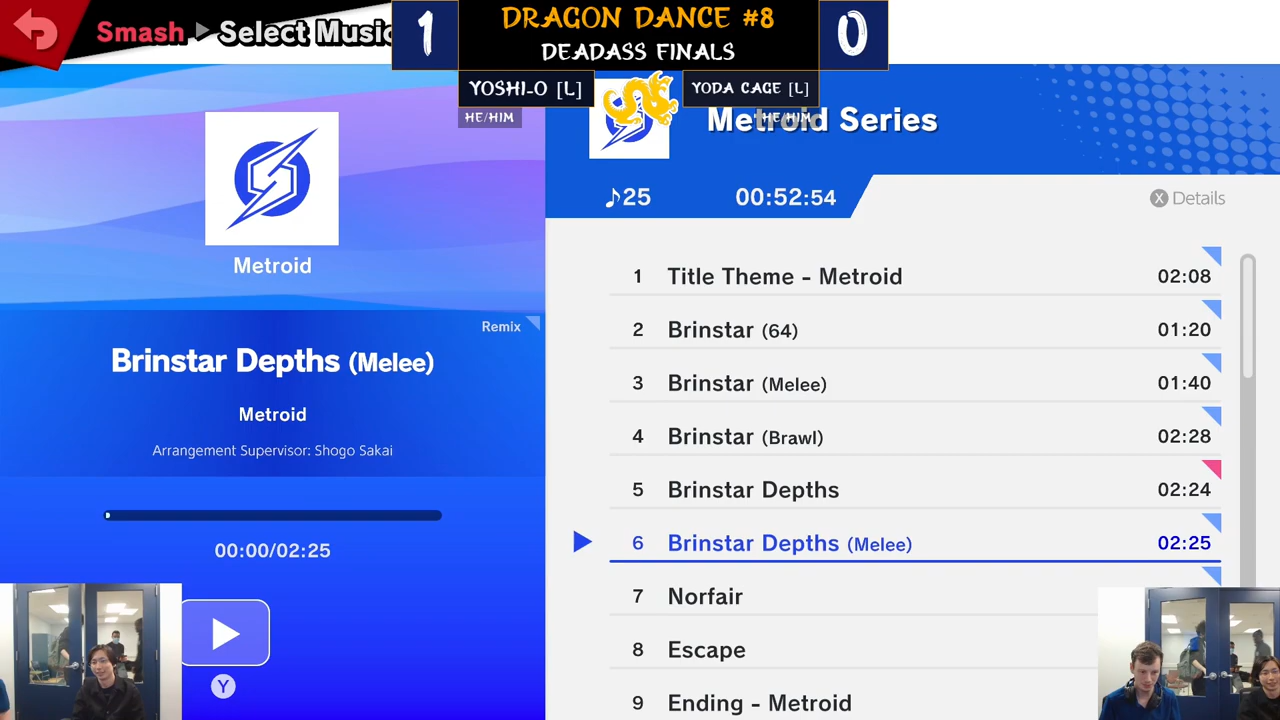 Smash ▶ Select Music
1
DRAGON DANCE #8
DEADASS FINALS
0
YOSHI-O [L]
YODA CAGE [L]
HE/HIM
HE/HIM
Metroid
Remix
Brinstar Depths (Melee)
Metroid
Arrangement Supervisor: Shogo Sakai
00:00/02:25
Y
Metroid Series
♪25
00:52:54
X Details
1 Title Theme - Metroid 02:08
2 Brinstar (64) 01:20
3 Brinstar (Melee) 01:40
4 Brinstar (Brawl) 02:28
5 Brinstar Depths 02:24
6 Brinstar Depths (Melee) 02:25
7 Norfair
8 Escape
9 Ending - Metroid